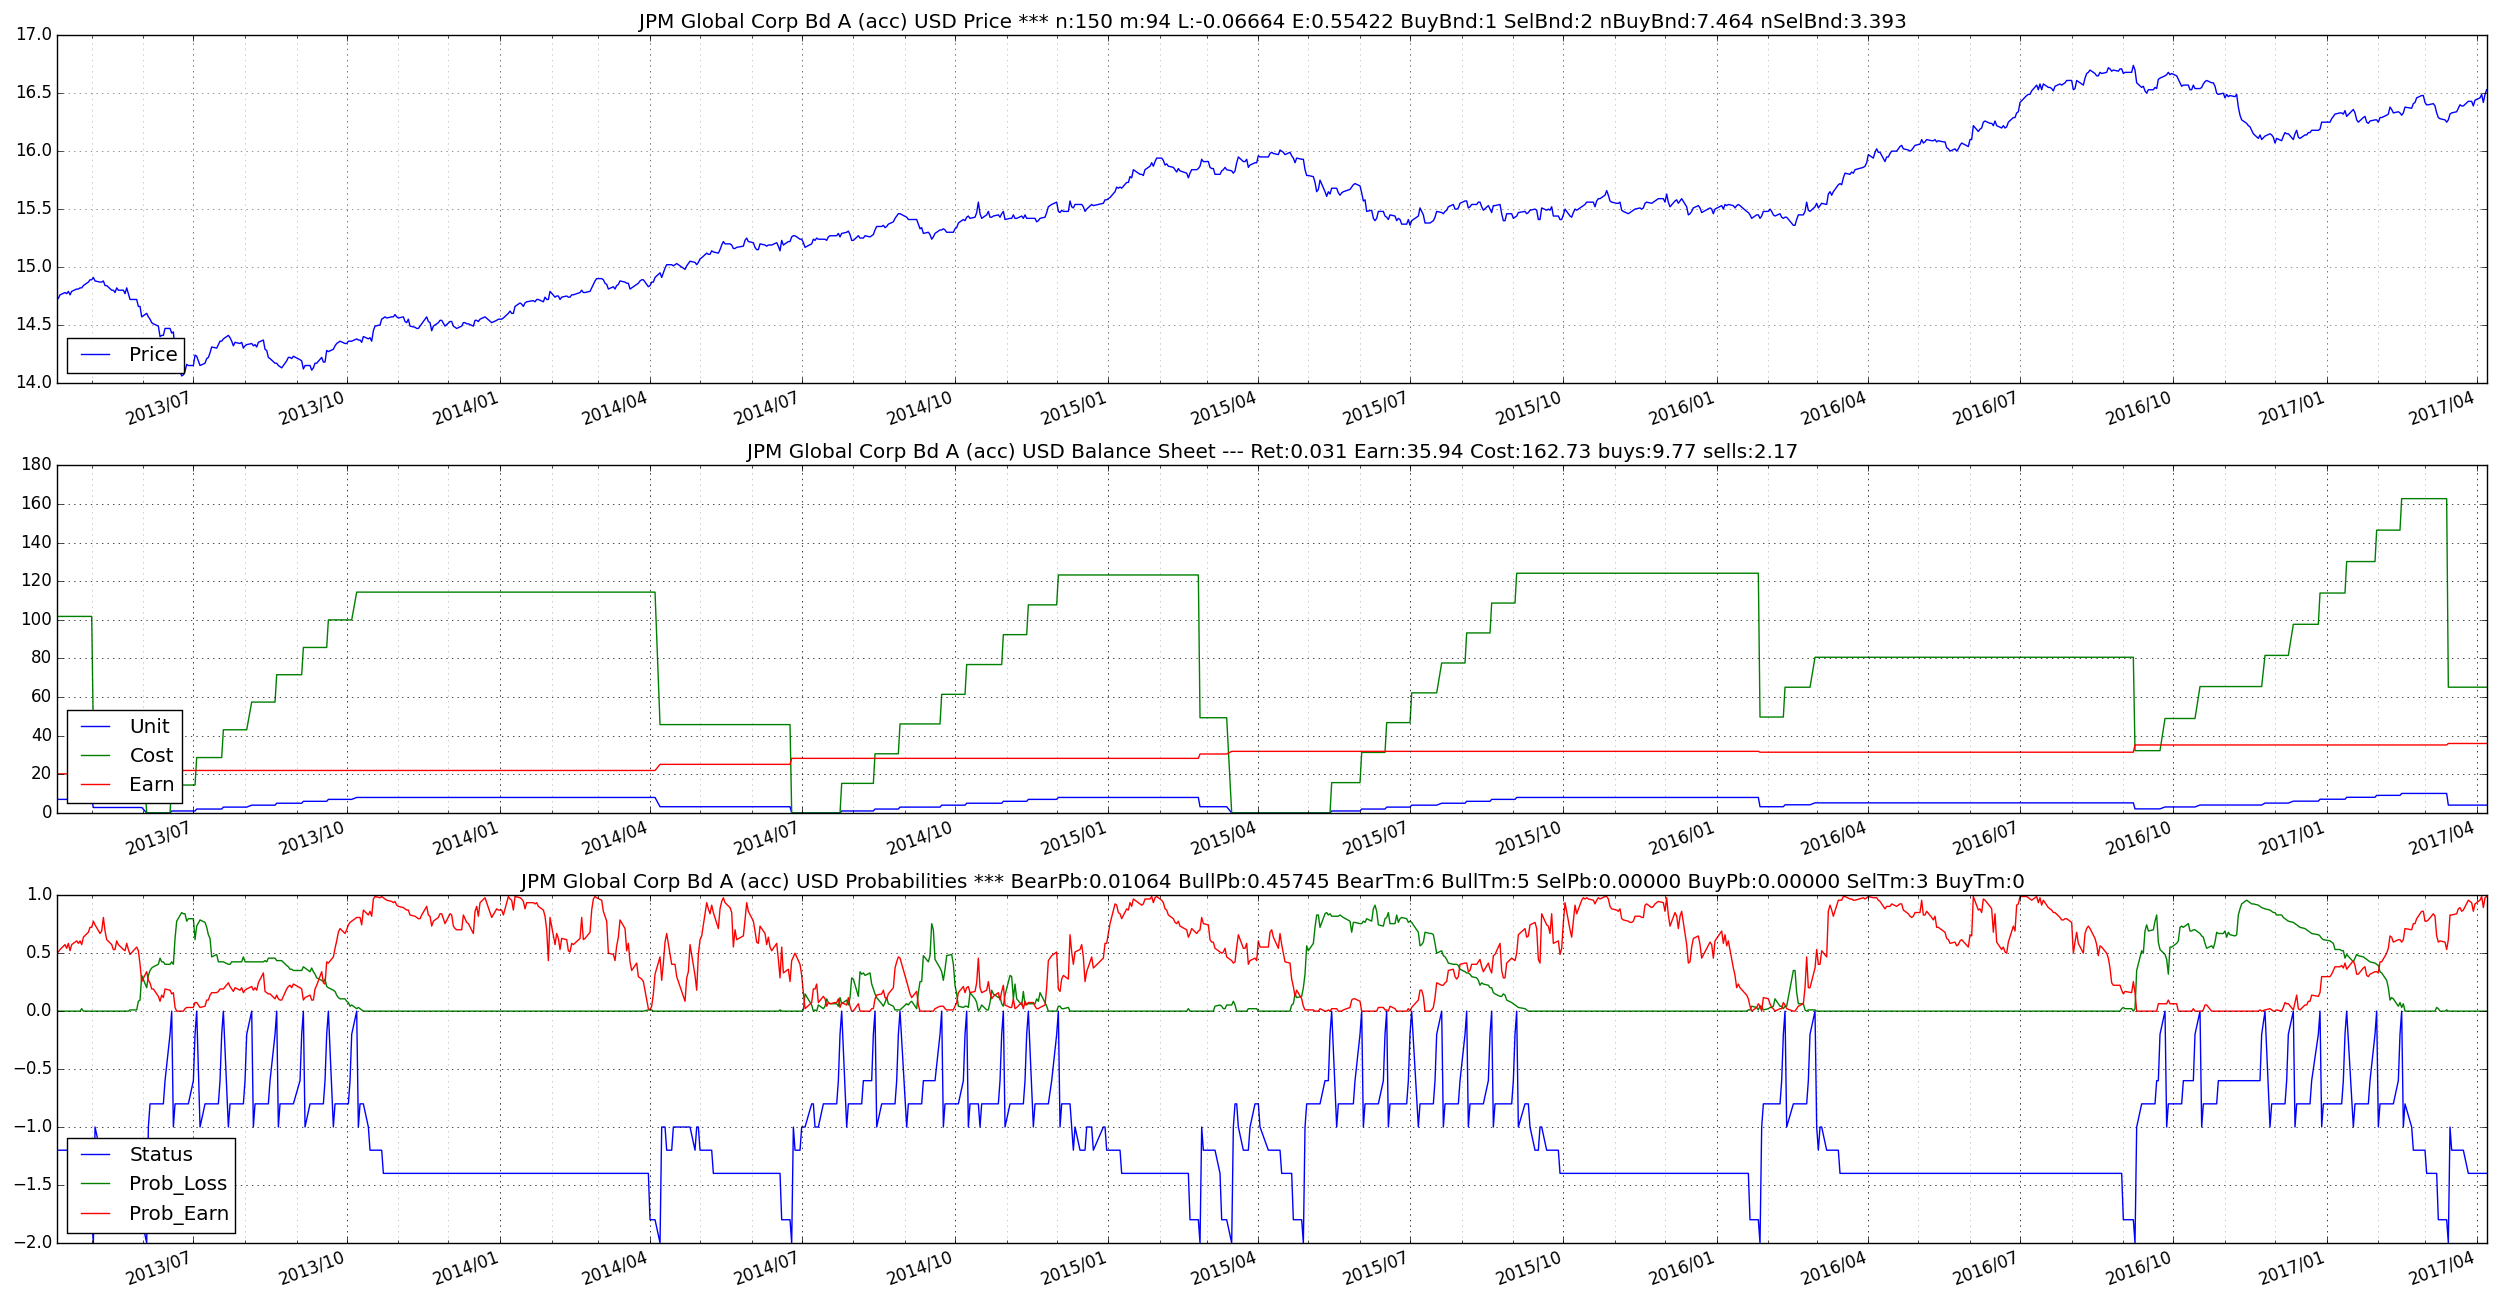 JPM Global Corp Bd A (acc) USD Price *** n:150 m:94 L:-0.06664 E:0.55422 BuyBnd:1 SelBnd:2 nBuyBnd:7.464 nSelBnd:3.393
17.0
16.5
16.0
15.5
15.0
14.5
14.0
Price
2013/07 2013/10 2014/01 2014/04 2014/07 2014/10 2015/01 2015/04 2015/07 2015/10 2016/01 2016/04 2016/07 2016/10 2017/01 2017/04
JPM Global Corp Bd A (acc) USD Balance Sheet --- Ret:0.031 Earn:35.94 Cost:162.73 buys:9.77 sells:2.17
180
160
140
120
100
80
60
40
20
0
Unit
Cost
Earn
2013/07 2013/10 2014/01 2014/04 2014/07 2014/10 2015/01 2015/04 2015/07 2015/10 2016/01 2016/04 2016/07 2016/10 2017/01 2017/04
JPM Global Corp Bd A (acc) USD Probabilities *** BearPb:0.01064 BullPb:0.45745 BearTm:6 BullTm:5 SelPb:0.00000 BuyPb:0.00000 SelTm:3 BuyTm:0
1.0
0.5
0.0
−0.5
−1.0
−1.5
−2.0
Status
Prob_Loss
Prob_Earn
2013/07 2013/10 2014/01 2014/04 2014/07 2014/10 2015/01 2015/04 2015/07 2015/10 2016/01 2016/04 2016/07 2016/10 2017/01 2017/04